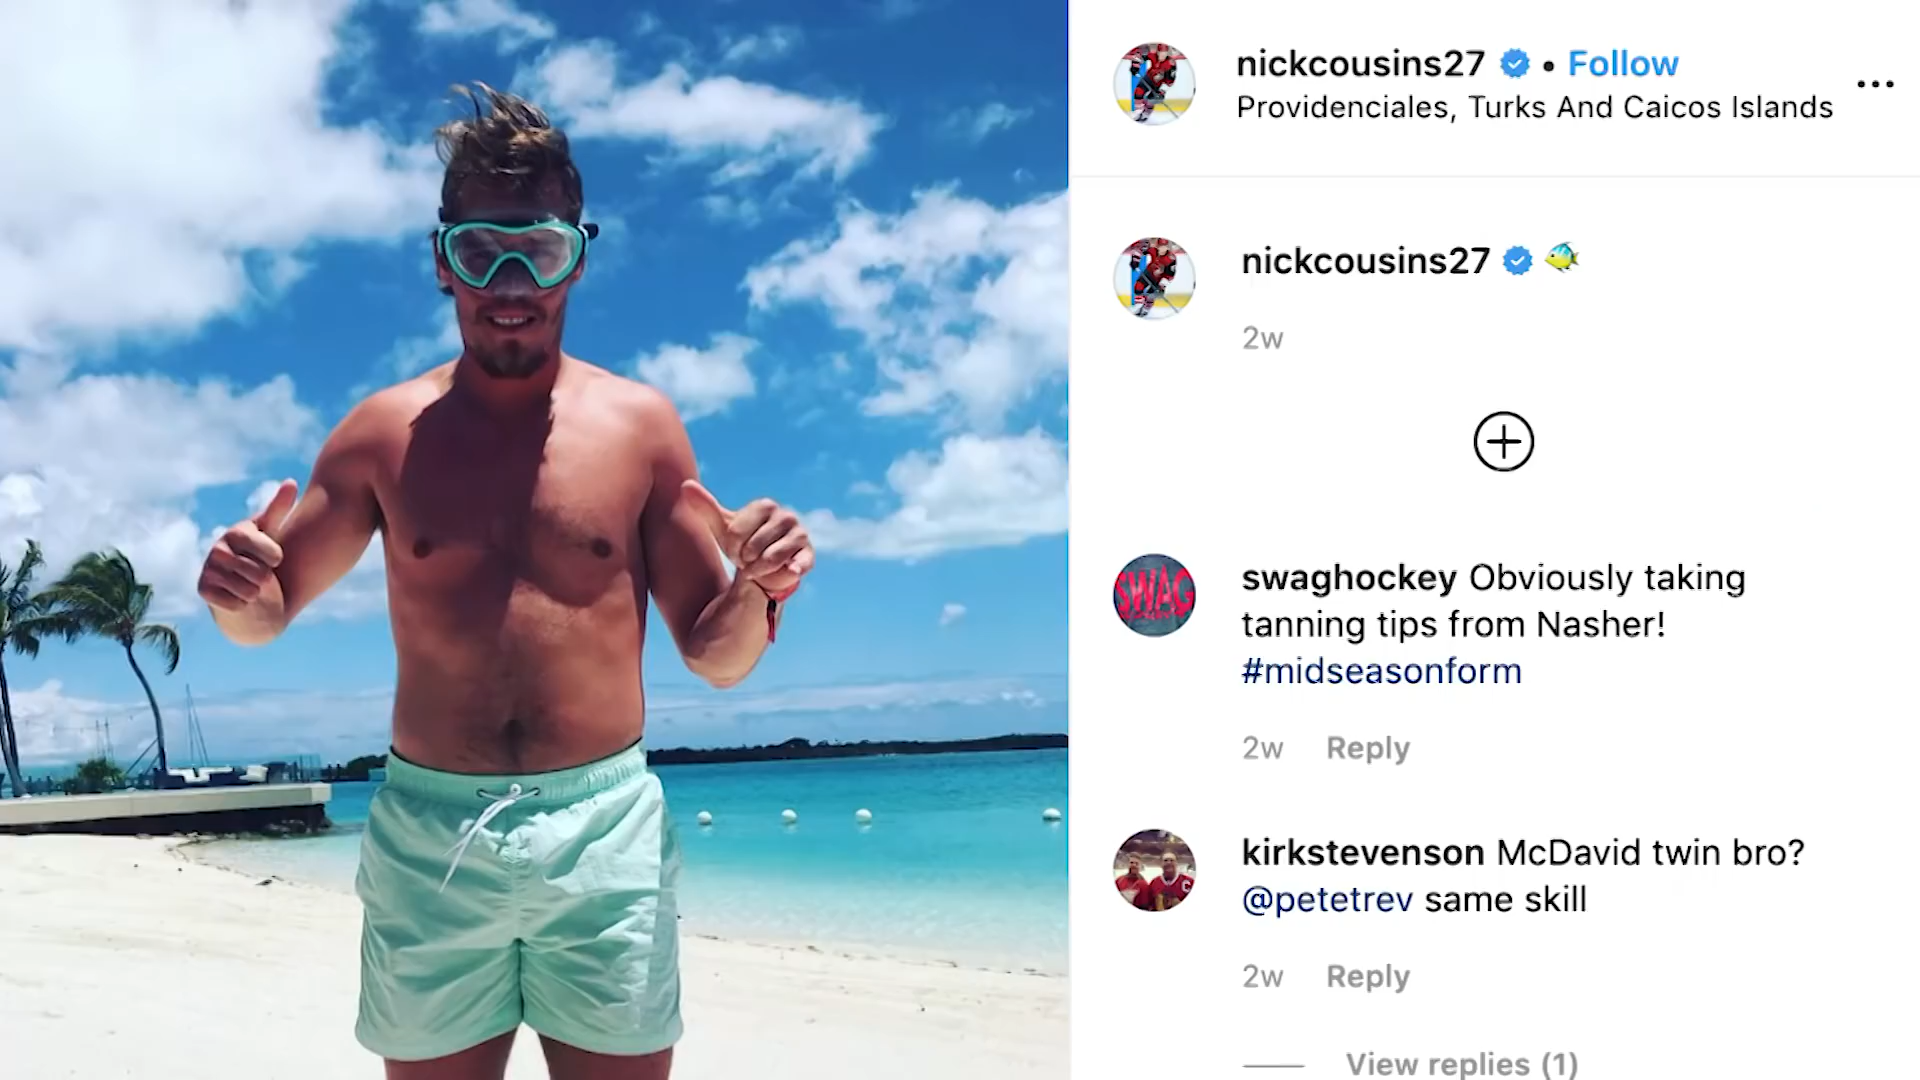 nickcousins27 • Follow
Providenciales, Turks And Caicos Islands
nickcousins27 🐠
2w
swaghockey Obviously taking
tanning tips from Nasher!
#midseasonform
2w Reply
kirkstevenson McDavid twin bro?
@petetrev same skill
2w Reply
View replies (1)
SWAG